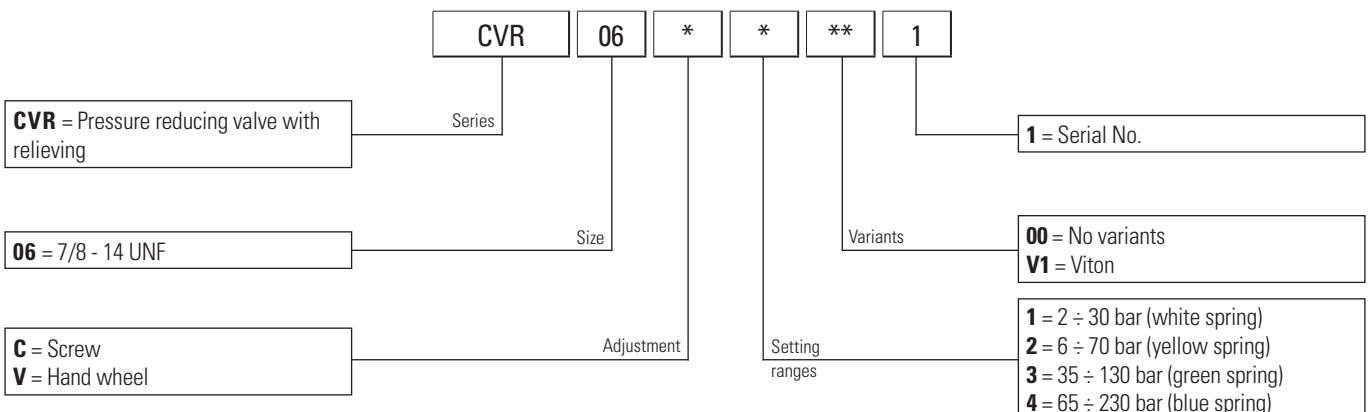 CVR 06 * * ** 1
CVR = Pressure reducing valve with
relieving
Series
1 = Serial No.
06 = 7/8 - 14 UNF
Size
Variants
00 = No variants
V1 = Viton
C = Screw
V = Hand wheel
Adjustment
Setting
ranges
1 = 2 ÷ 30 bar (white spring)
2 = 6 ÷ 70 bar (yellow spring)
3 = 35 ÷ 130 bar (green spring)
4 = 65 ÷ 230 bar (blue spring)